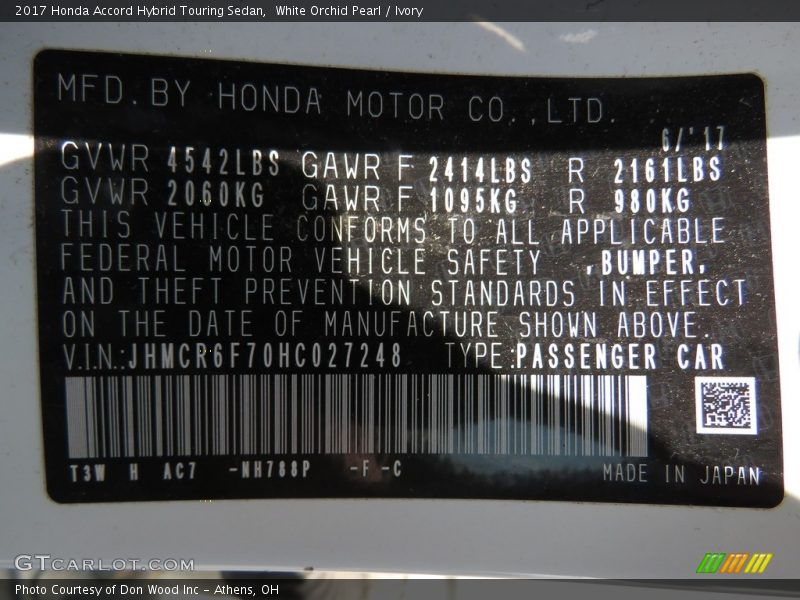 2017 Honda Accord Hybrid Touring Sedan,  White Orchid Pearl / Ivory
MFD. BY HONDA MOTOR CO.,LTD.
6/'17
GVWR 4542LBS GAWR F 2414LBS R 2161LBS
GVWR 2060KG GAWR F 1095KG R 980KG
THIS VEHICLE CONFORMS TO ALL APPLICABLE
FEDERAL MOTOR VEHICLE SAFETY ,BUMPER,
AND THEFT PREVENTION STANDARDS IN EFFECT
ON THE DATE OF MANUFACTURE SHOWN ABOVE.
V.I.N.:JHMCR6F70HC027248 TYPE:PASSENGER CAR
T3W H AC7 -NH788P -F -C
MADE IN JAPAN
GTCARLOT.COM
Photo Courtesy of Don Wood Inc - Athens, OH